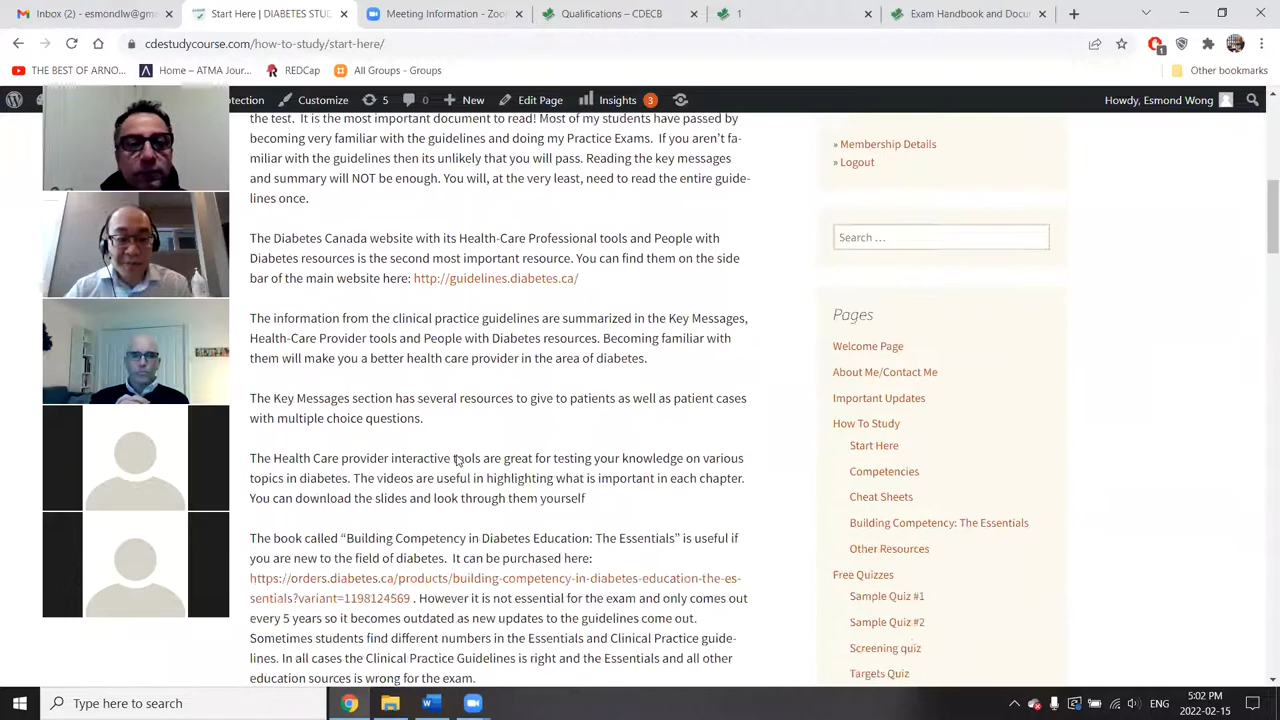 Inbox (2) - esmondlw@gm
Start Here | DIABETES STU
Meeting Information - Zoo
Qualifications – CDECB
1
Exam Handbook and Docu
cdestudycourse.com/how-to-study/start-here/
THE BEST OF ARNO...
Home – ATMA Jour...
REDCap
All Groups - Groups
Other bookmarks
otection
Customize
5
0
New
Edit Page
Insights
3
Howdy, Esmond Wong
the test. It is the most important document to read! Most of my students have passed by
becoming very familiar with the guidelines and doing my Practice Exams. If you aren’t fa-
miliar with the guidelines then its unlikely that you will pass. Reading the key messages
and summary will NOT be enough. You will, at the very least, need to read the entire guide-
lines once.
The Diabetes Canada website with its Health-Care Professional tools and People with
Diabetes resources is the second most important resource. You can find them on the side
bar of the main website here: http://guidelines.diabetes.ca/
The information from the clinical practice guidelines are summarized in the Key Messages,
Health-Care Provider tools and People with Diabetes resources. Becoming familiar with
them will make you a better health care provider in the area of diabetes.
The Key Messages section has several resources to give to patients as well as patient cases
with multiple choice questions.
The Health Care provider interactive tools are great for testing your knowledge on various
topics in diabetes. The videos are useful in highlighting what is important in each chapter.
You can download the slides and look through them yourself
The book called “Building Competency in Diabetes Education: The Essentials” is useful if
you are new to the field of diabetes. It can be purchased here:
https://orders.diabetes.ca/products/building-competency-in-diabetes-education-the-es-
sentials?variant=1198124569 . However it is not essential for the exam and only comes out
every 5 years so it becomes outdated as new updates to the guidelines come out.
Sometimes students find different numbers in the Essentials and Clinical Practice guide-
lines. In all cases the Clinical Practice Guidelines is right and the Essentials and all other
education sources is wrong for the exam.
» Membership Details
» Logout
Search …
Pages
Welcome Page
About Me/Contact Me
Important Updates
How To Study
Start Here
Competencies
Cheat Sheets
Building Competency: The Essentials
Other Resources
Free Quizzes
Sample Quiz #1
Sample Quiz #2
Screening quiz
Targets Quiz
Type here to search
ENG
5:02 PM
2022-02-15